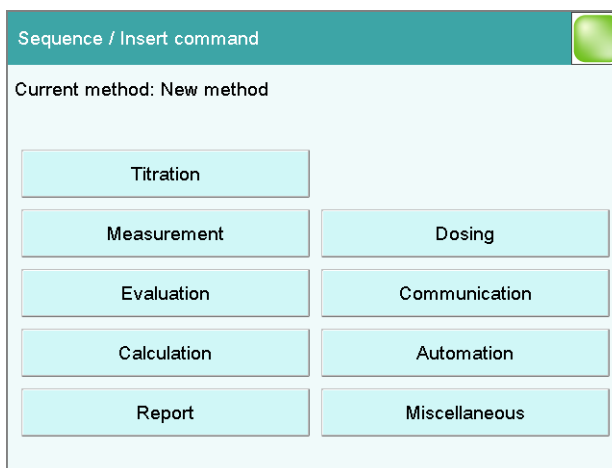 Sequence / Insert command
Current method: New method
Titration
Measurement
Dosing
Evaluation
Communication
Calculation
Automation
Report
Miscellaneous